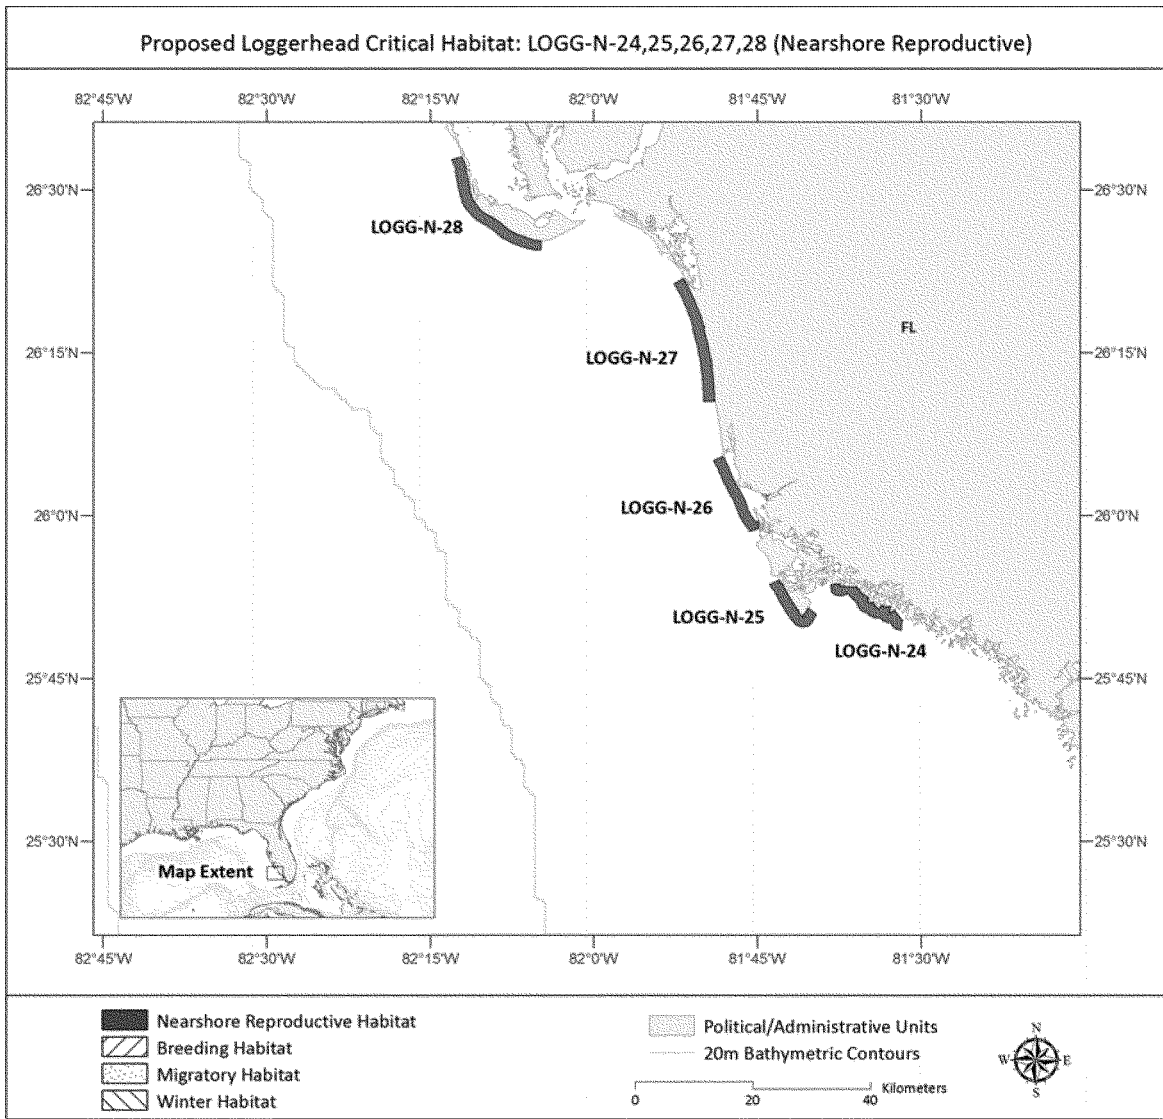 Proposed Loggerhead Critical Habitat: LOGG-N-24,25,26,27,28 (Nearshore Reproductive)
82°45'W 82°30'W 82°15'W 82°0'W 81°45'W 81°30'W
26°30'N 26°30'N
LOGG-N-28
FL
26°15'N LOGG-N-27 26°15'N
26°0'N LOGG-N-26 26°0'N
LOGG-N-25
LOGG-N-24
25°45'N 25°45'N
25°30'N 25°30'N
Map Extent
82°45'W 82°30'W 82°15'W 82°0'W 81°45'W 81°30'W
Nearshore Reproductive Habitat
Breeding Habitat
Migratory Habitat
Winter Habitat
Political/Administrative Units
20m Bathymetric Contours
Kilometers
0 20 40
N
W E
S